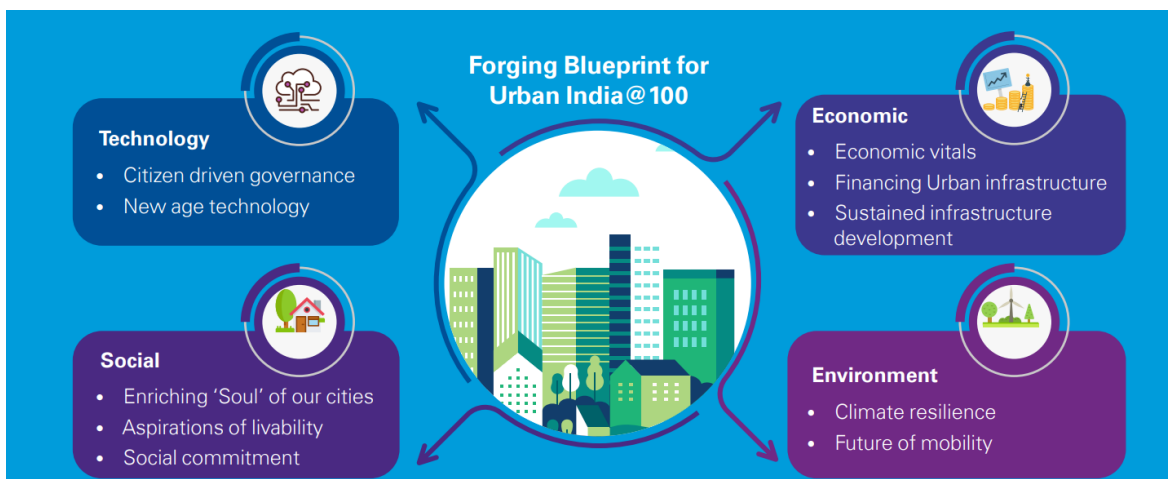 Forging Blueprint for
Urban India@100
Technology
• Citizen driven governance
• New age technology
Economic
• Economic vitals
• Financing Urban infrastructure
• Sustained infrastructure
development
Social
• Enriching ‘Soul’ of our cities
• Aspirations of livability
• Social commitment
Environment
• Climate resilience
• Future of mobility